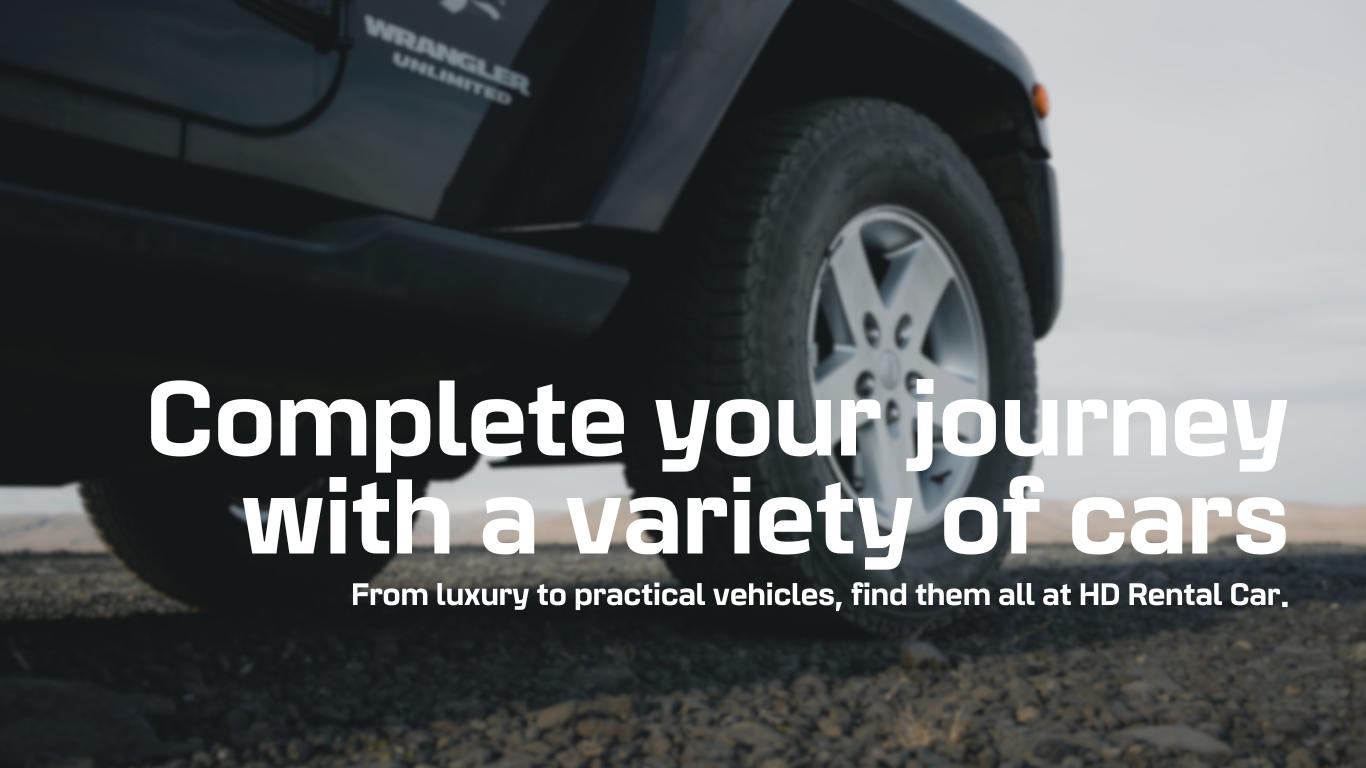 WRANGLER
UNLIMITED
Complete your journey
with a variety of cars
From luxury to practical vehicles, find them all at HD Rental Car.